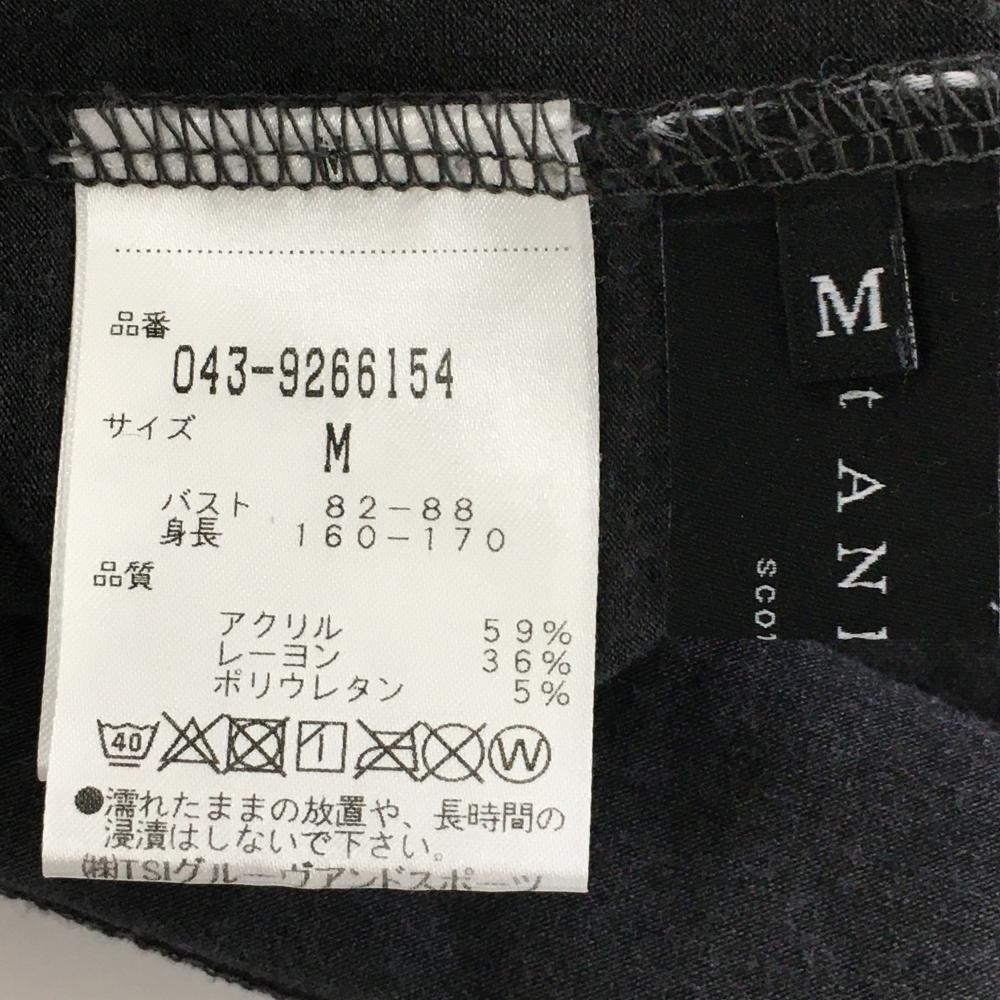 品番
043-9266154
サイズ
M
バスト 82-88
身長 160-170
品質
アクリル 59%
レーヨン 36%
ポリウレタン 5%
40
W
●濡れたままの放置や、長時間の
浸漬はしないで下さい。
(株)TSIグルーヴアンドスポーツ
M
t AN